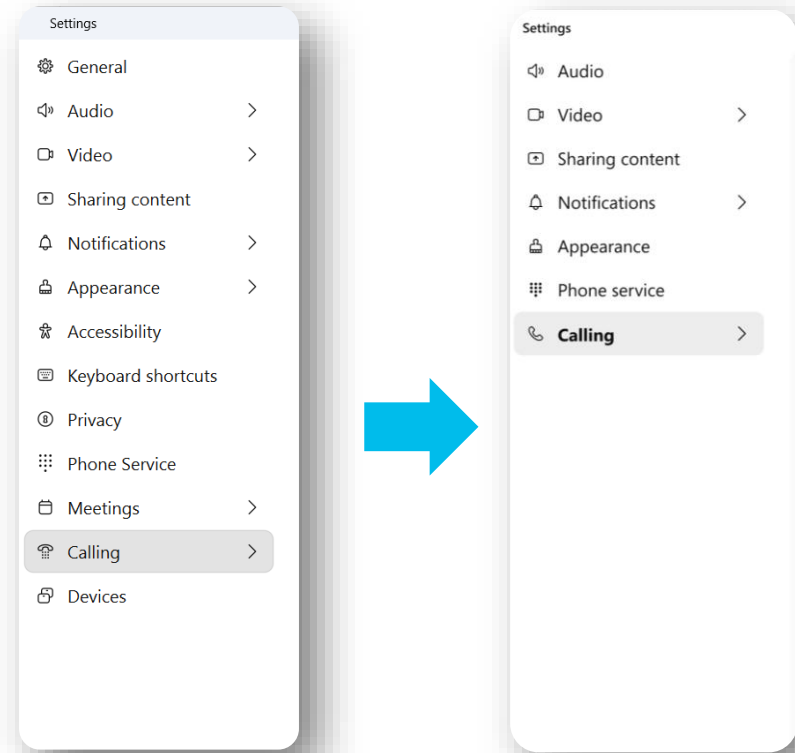 Settings
General
Audio
Video
Sharing content
Notifications
Appearance
Accessibility
Keyboard shortcuts
Privacy
Phone Service
Meetings
Calling
Devices
Settings
Audio
Video
Sharing content
Notifications
Appearance
Phone service
Calling